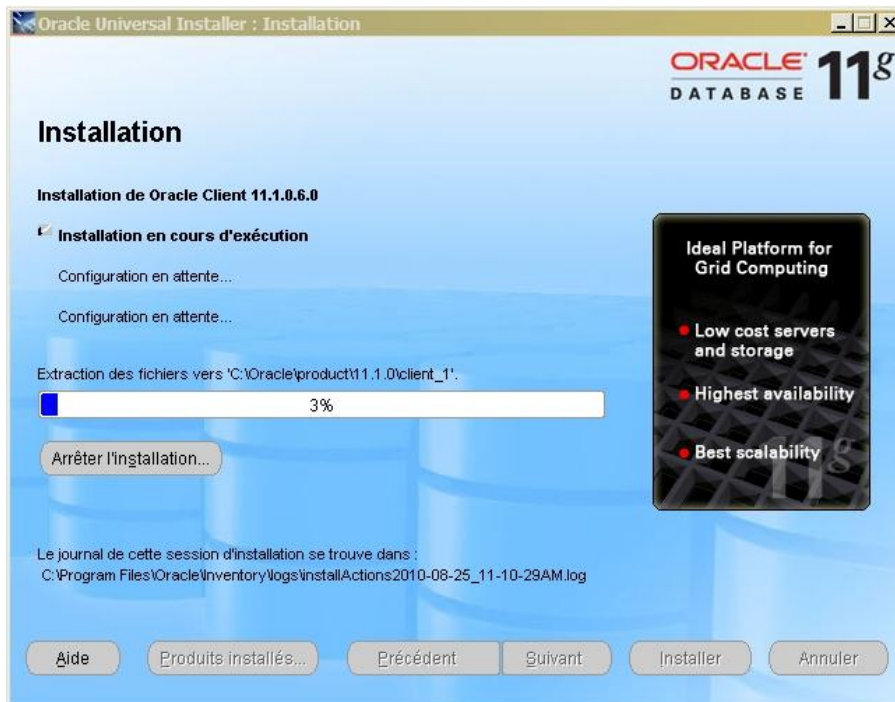 Oracle Universal Installer : Installation
ORACLE
DATABASE
11g
Installation
Installation de Oracle Client 11.1.0.6.0
Installation en cours d'exécution
Configuration en attente...
Configuration en attente...
Extraction des fichiers vers 'C:\Oracle\product\11.1.0\client_1'.
3%
Arrêter l'installation...
Ideal Platform for
Grid Computing
Low cost servers
and storage
Highest availability
Best scalability
11g
Le journal de cette session d'installation se trouve dans :
C:\Program Files\Oracle\Inventory\logs\installActions2010-08-25_11-10-29AM.log
Aide
Produits installés...
Précédent
Suivant
Installer
Annuler